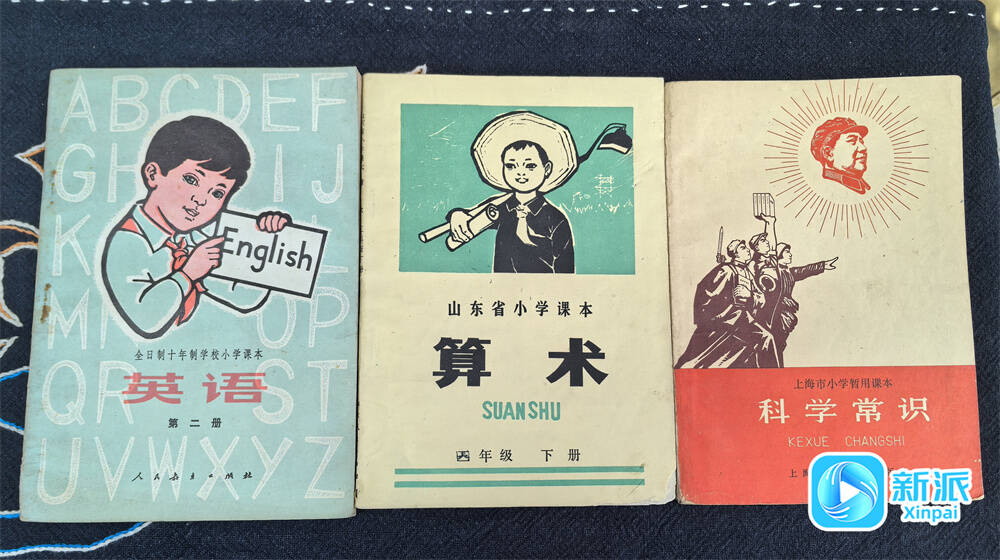 ABCDEF
GHIJ
K L
MN OP
QR ST
UVWXYZ
English
全日制十年制学校小学课本
英语
第二册
人民教育出版社
山东省小学课本
算术
SUANSHU
四年级 下册
上海市小学暂用课本
科学常识
KEXUE CHANGSHI
上
新派
Xinpai